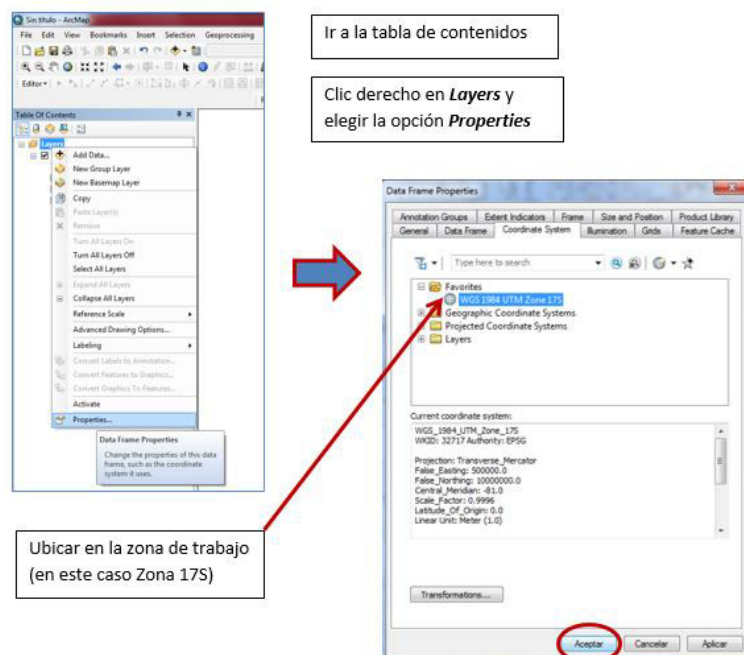 Sin título - ArcMap
File Edit View Bookmarks Insert Selection Geoprocessing
Editor
Table Of Contents
Layers
Add Data...
New Group Layer
New Basemap Layer
Copy
Paste Layer(s)
Remove
Turn All Layers On
Turn All Layers Off
Select All Layers
Expand All Layers
Collapse All Layers
Reference Scale
Advanced Drawing Options...
Labeling
Convert Labels to Annotation...
Convert Features to Graphics...
Convert Graphics To Features...
Activate
Properties...
Data Frame Properties
Change the properties of this data
frame, such as the coordinate
system it uses.
Ir a la tabla de contenidos
Clic derecho en Layers y
elegir la opción Properties
Data Frame Properties
Annotation Groups Extent Indicators Frame Size and Position Product Library
General Data Frame Coordinate System Illumination Grids Feature Cache
Type here to search
Favorites
WGS 1984 UTM Zone 17S
Geographic Coordinate Systems
Projected Coordinate Systems
Layers
Current coordinate system:
WGS_1984_UTM_Zone_17S
WKID: 32717 Authority: EPSG
Projection: Transverse_Mercator
False_Easting: 500000.0
False_Northing: 10000000.0
Central_Meridian: -81.0
Scale_Factor: 0.9996
Latitude_Of_Origin: 0.0
Linear Unit: Meter (1.0)
Transformations...
Aceptar Cancelar Aplicar
Ubicar en la zona de trabajo
(en este caso Zona 17S)